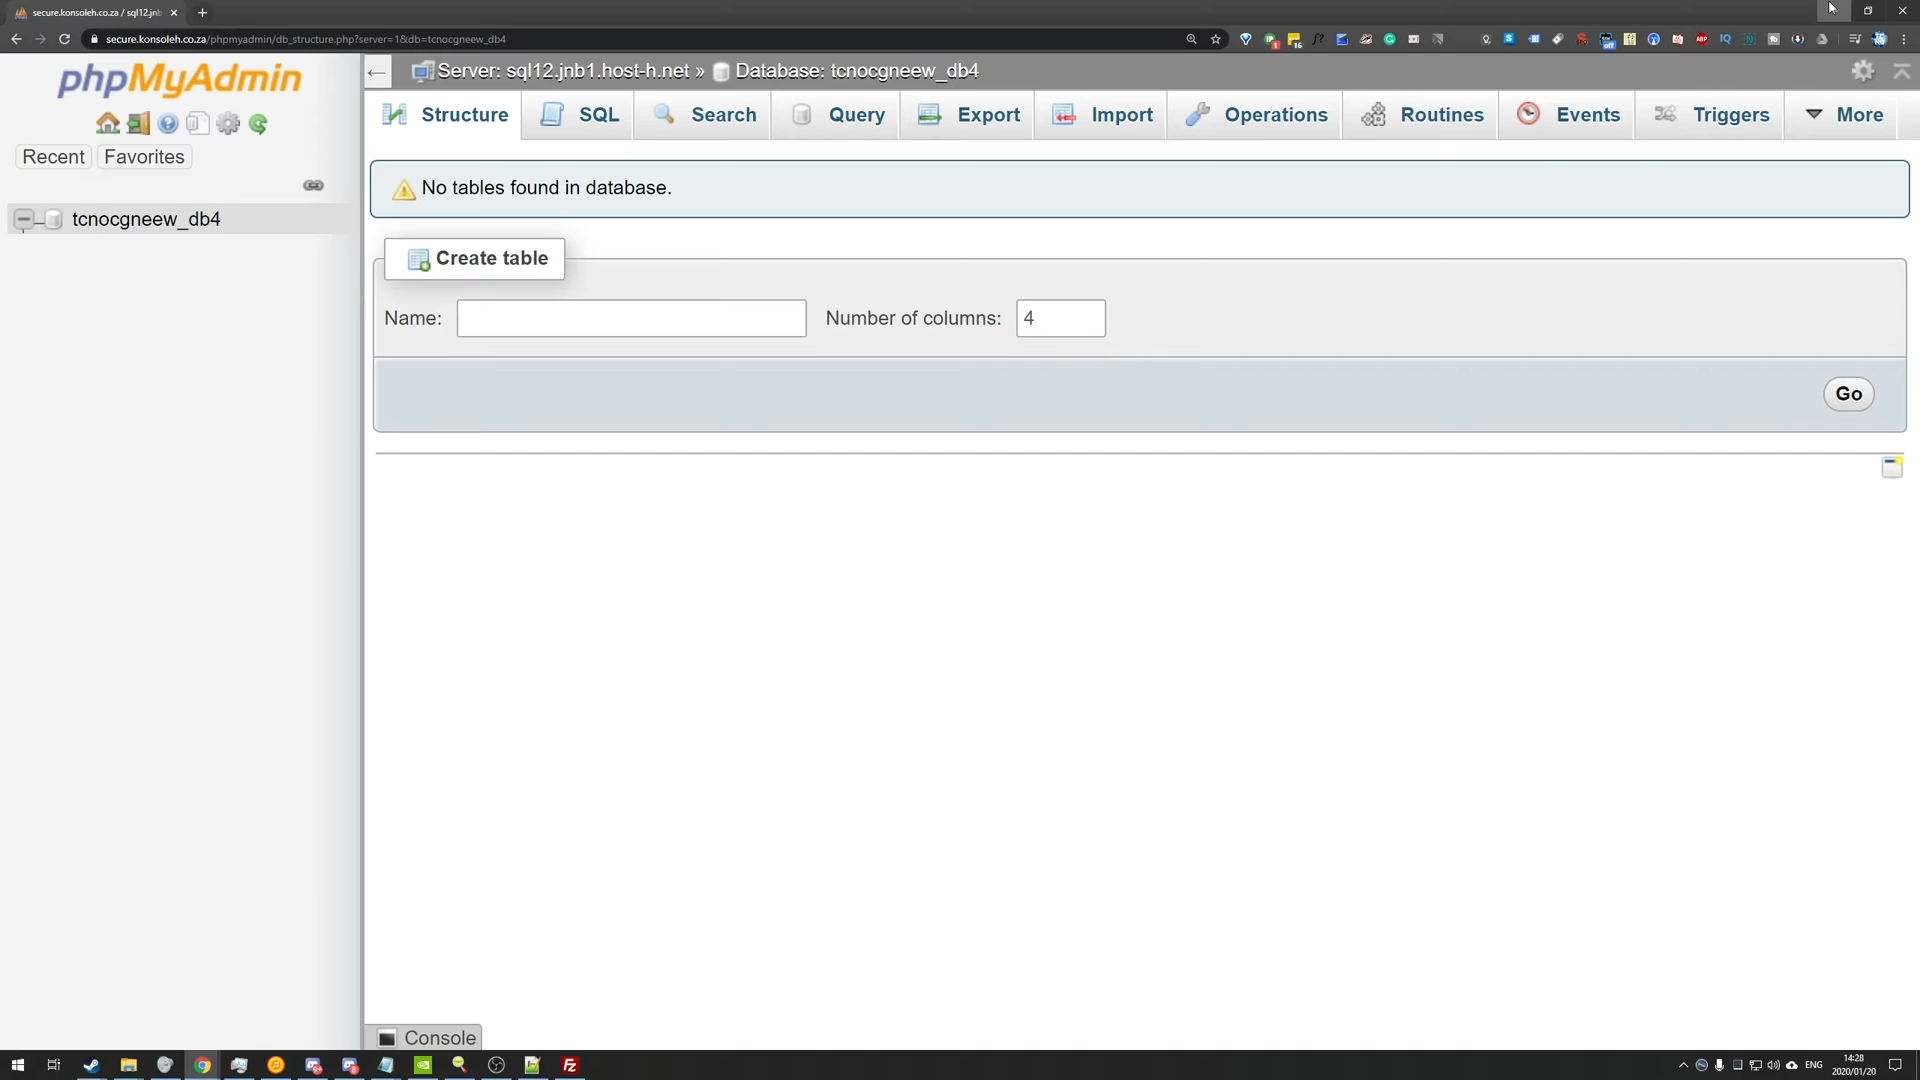 secure.konsoleh.co.za / sql12.jnb
secure.konsoleh.co.za/phpmyadmin/db_structure.php?server=1&db=tcnocgneew_db4
phpMyAdmin
Server: sql12.jnb1.host-h.net » Database: tcnocgneew_db4
Structure SQL Search Query Export Import Operations Routines Events Triggers More
Recent Favorites
No tables found in database.
tcnocgneew_db4
Create table
Name: Number of columns: 4
Go
Console
ENG
14:28
2020/01/20